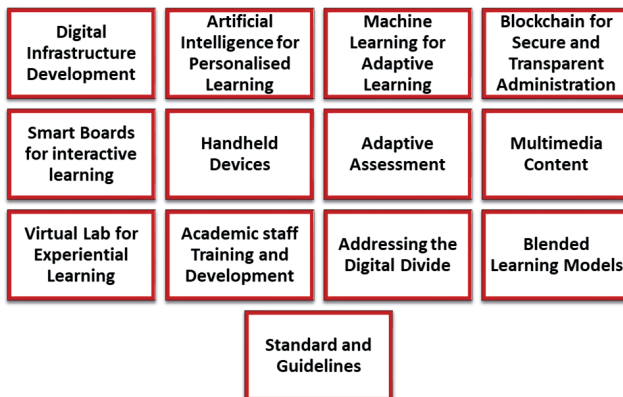 Digital
Infrastructure
Development
Artificial
Intelligence for
Personalised
Learning
Machine
Learning for
Adaptive
Learning
Blockchain for
Secure and
Transparent
Administration
Smart Boards
for interactive
learning
Handheld
Devices
Adaptive
Assessment
Multimedia
Content
Virtual Lab for
Experiential
Learning
Academic staff
Training and
Development
Addressing the
Digital Divide
Blended
Learning Models
Standard and
Guidelines